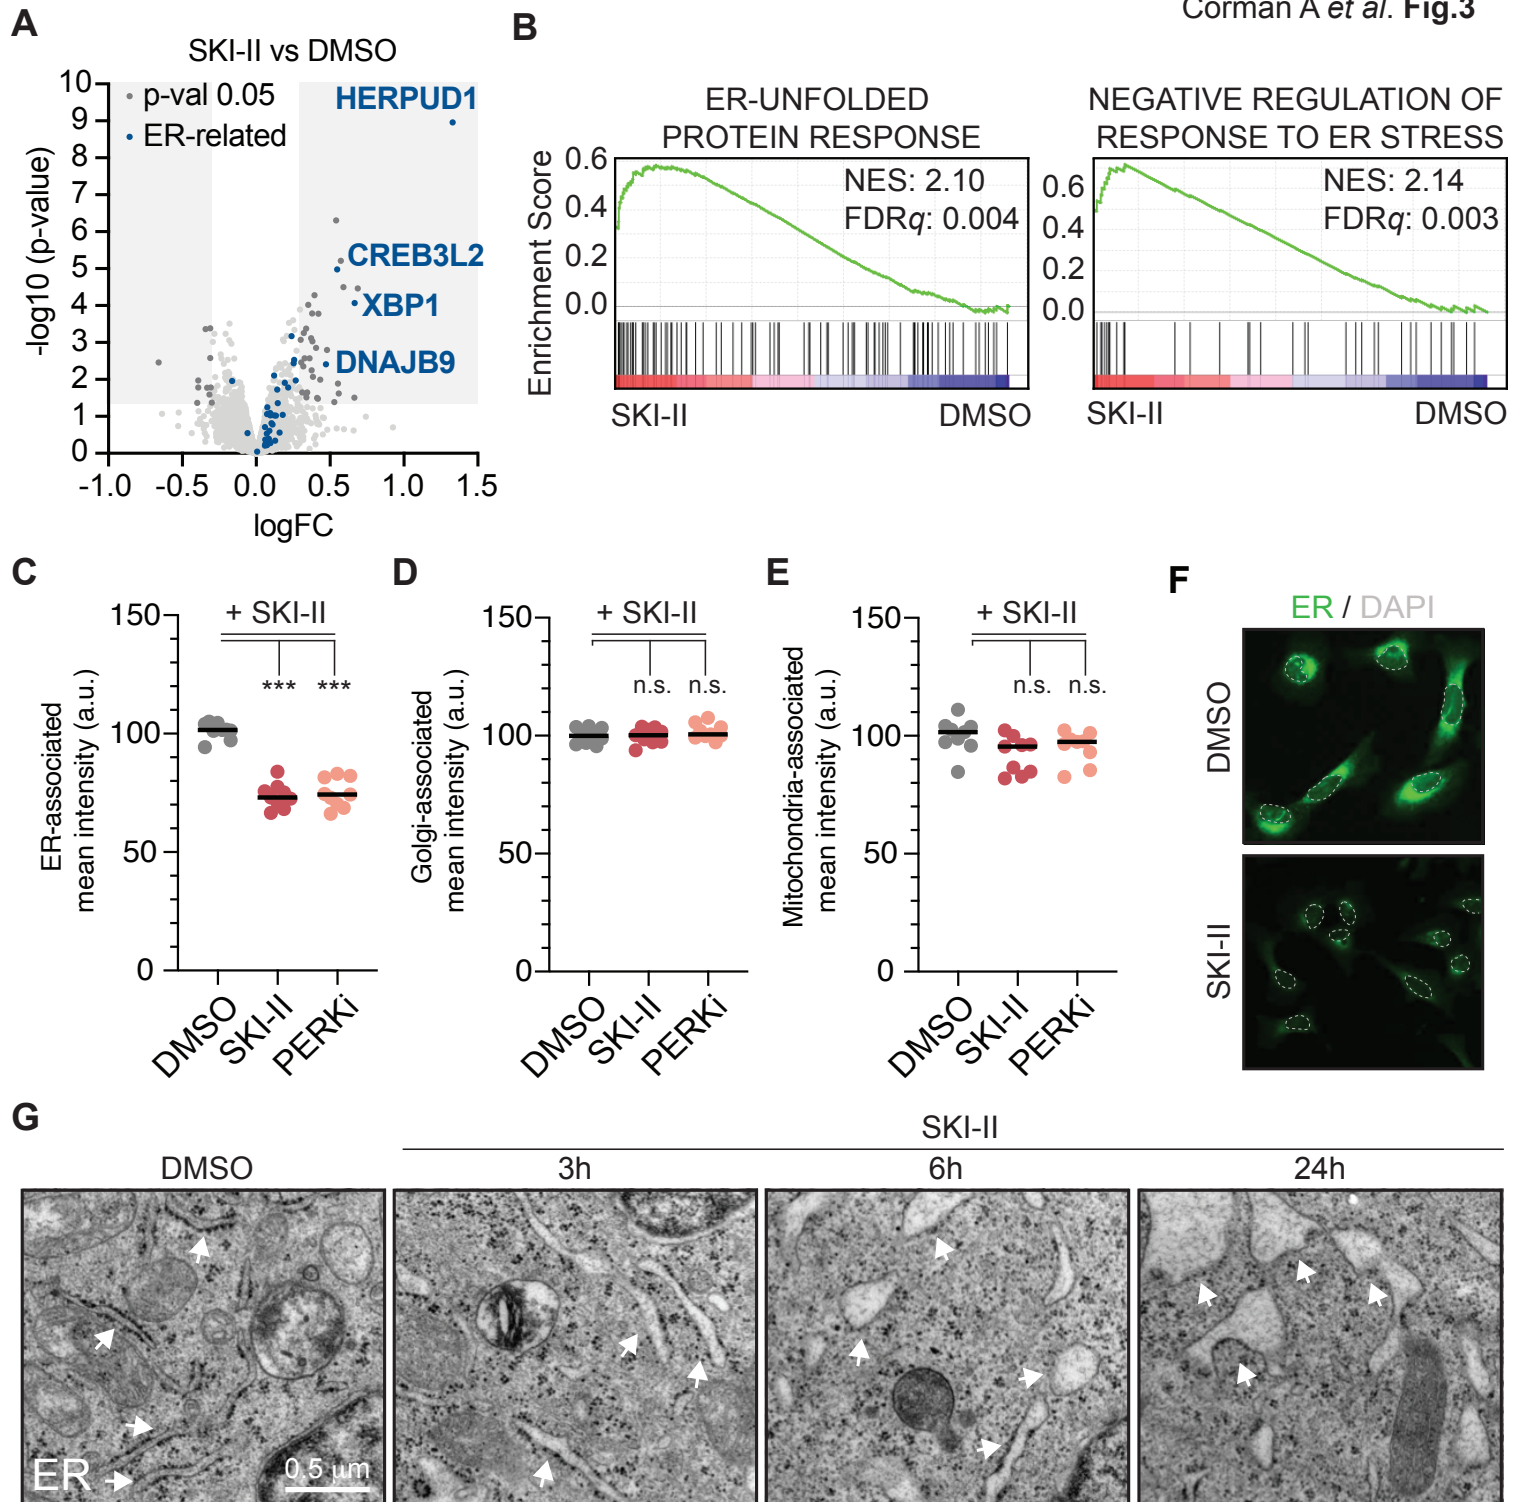 Corman A et al. Fig.3
A
SKI-II vs DMSO
-log10 (p-value)
10
9
8
7
6
5
4
3
2
1
0
p-val 0.05
ER-related
HERPUD1
CREB3L2
XBP1
DNAJB9
-1.0 -0.5 0.0 0.5 1.0 1.5
logFC
B
ER-UNFOLDED
PROTEIN RESPONSE
Enrichment Score
0.6
0.4
0.2
0.0
NES: 2.10
FDRq: 0.004
SKI-II DMSO
NEGATIVE REGULATION OF
RESPONSE TO ER STRESS
0.6
0.4
0.2
0.0
NES: 2.14
FDRq: 0.003
SKI-II DMSO
C
ER-associated
mean intensity (a.u.)
150
100
50
0
+ SKI-II
*** ***
DMSO
SKI-II
PERKi
D
Golgi-associated
mean intensity (a.u.)
150
100
50
0
+ SKI-II
n.s. n.s.
DMSO
SKI-II
PERKi
E
Mitochondria-associated
mean intensity (a.u.)
150
100
50
0
+ SKI-II
n.s. n.s.
DMSO
SKI-II
PERKi
F
ER / DAPI
DMSO
SKI-II
G
SKI-II
DMSO 3h 6h 24h
ER
0.5 µm